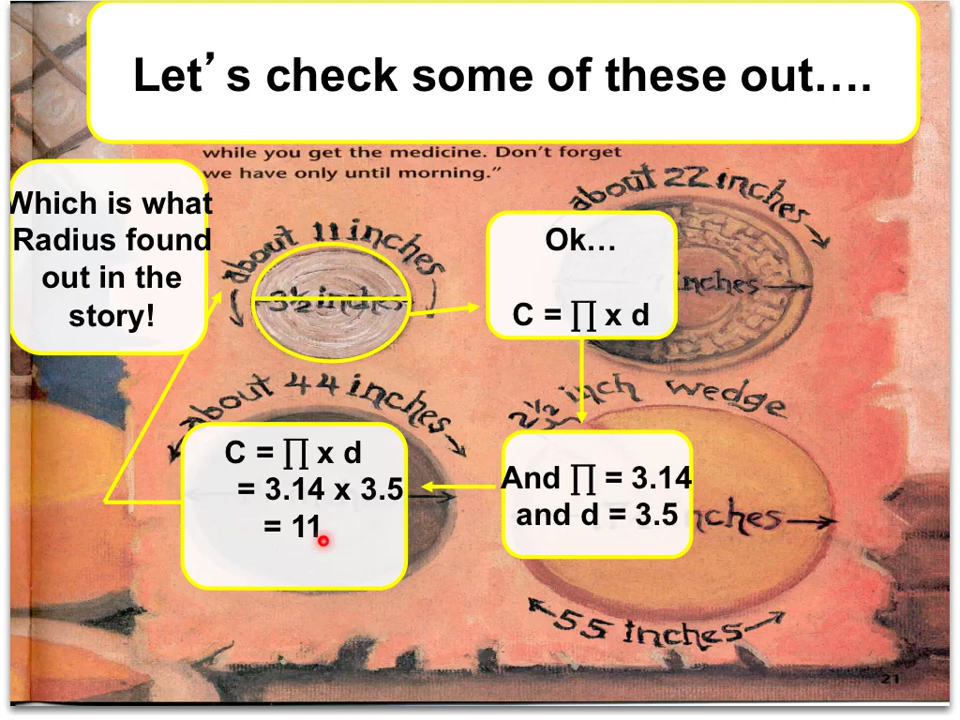 Let’s check some of these out….
while you get the medicine. Don't forget
we have only until morning."
Which is what
Radius found
out in the
story!
about 11 inches
3½ inches
about 22 inches
inches
Ok…
C = ∏ x d
about 44 inches
2½ inch wedge
C = ∏ x d
= 3.14 x 3.5
= 11
And ∏ = 3.14
and d = 3.5
inches
55 inches
21